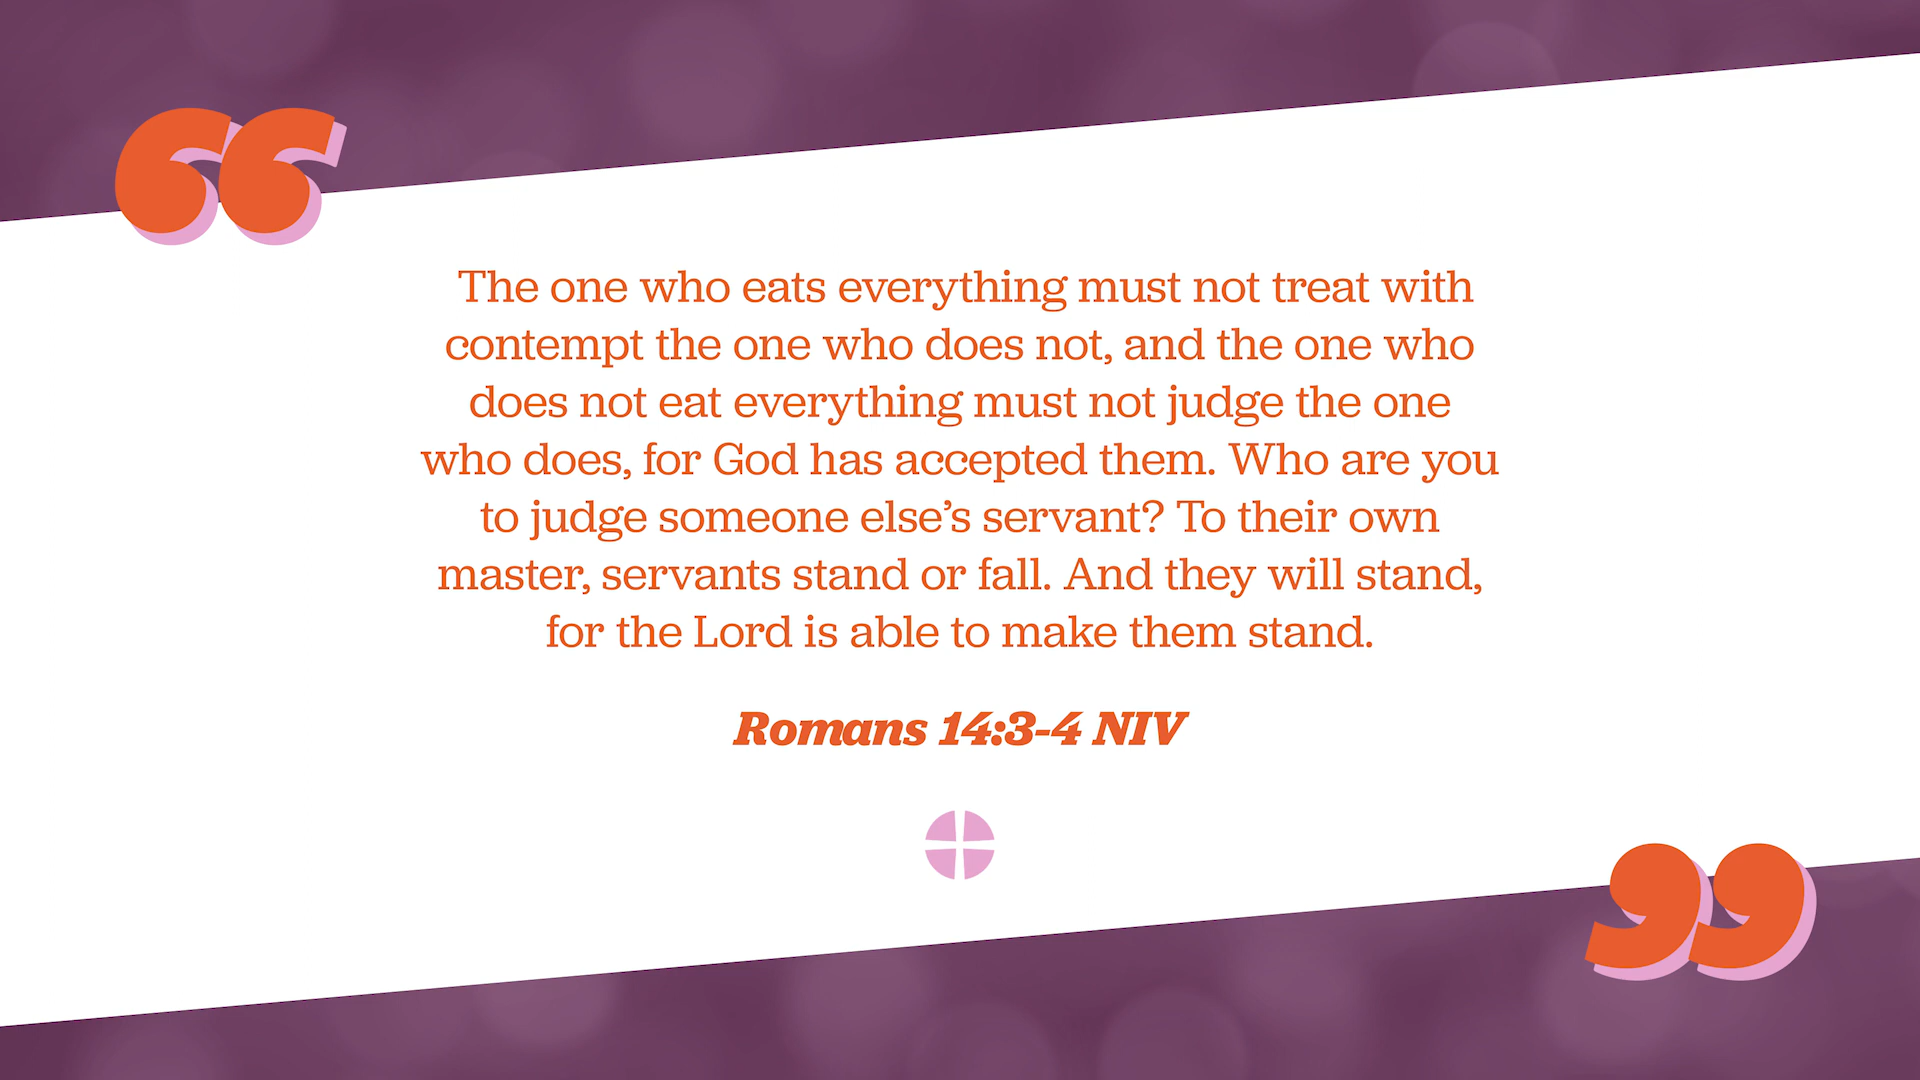 The one who eats everything must not treat with
contempt the one who does not, and the one who
does not eat everything must not judge the one
who does, for God has accepted them. Who are you
to judge someone else’s servant? To their own
master, servants stand or fall. And they will stand,
for the Lord is able to make them stand.
Romans 14:3-4 NIV